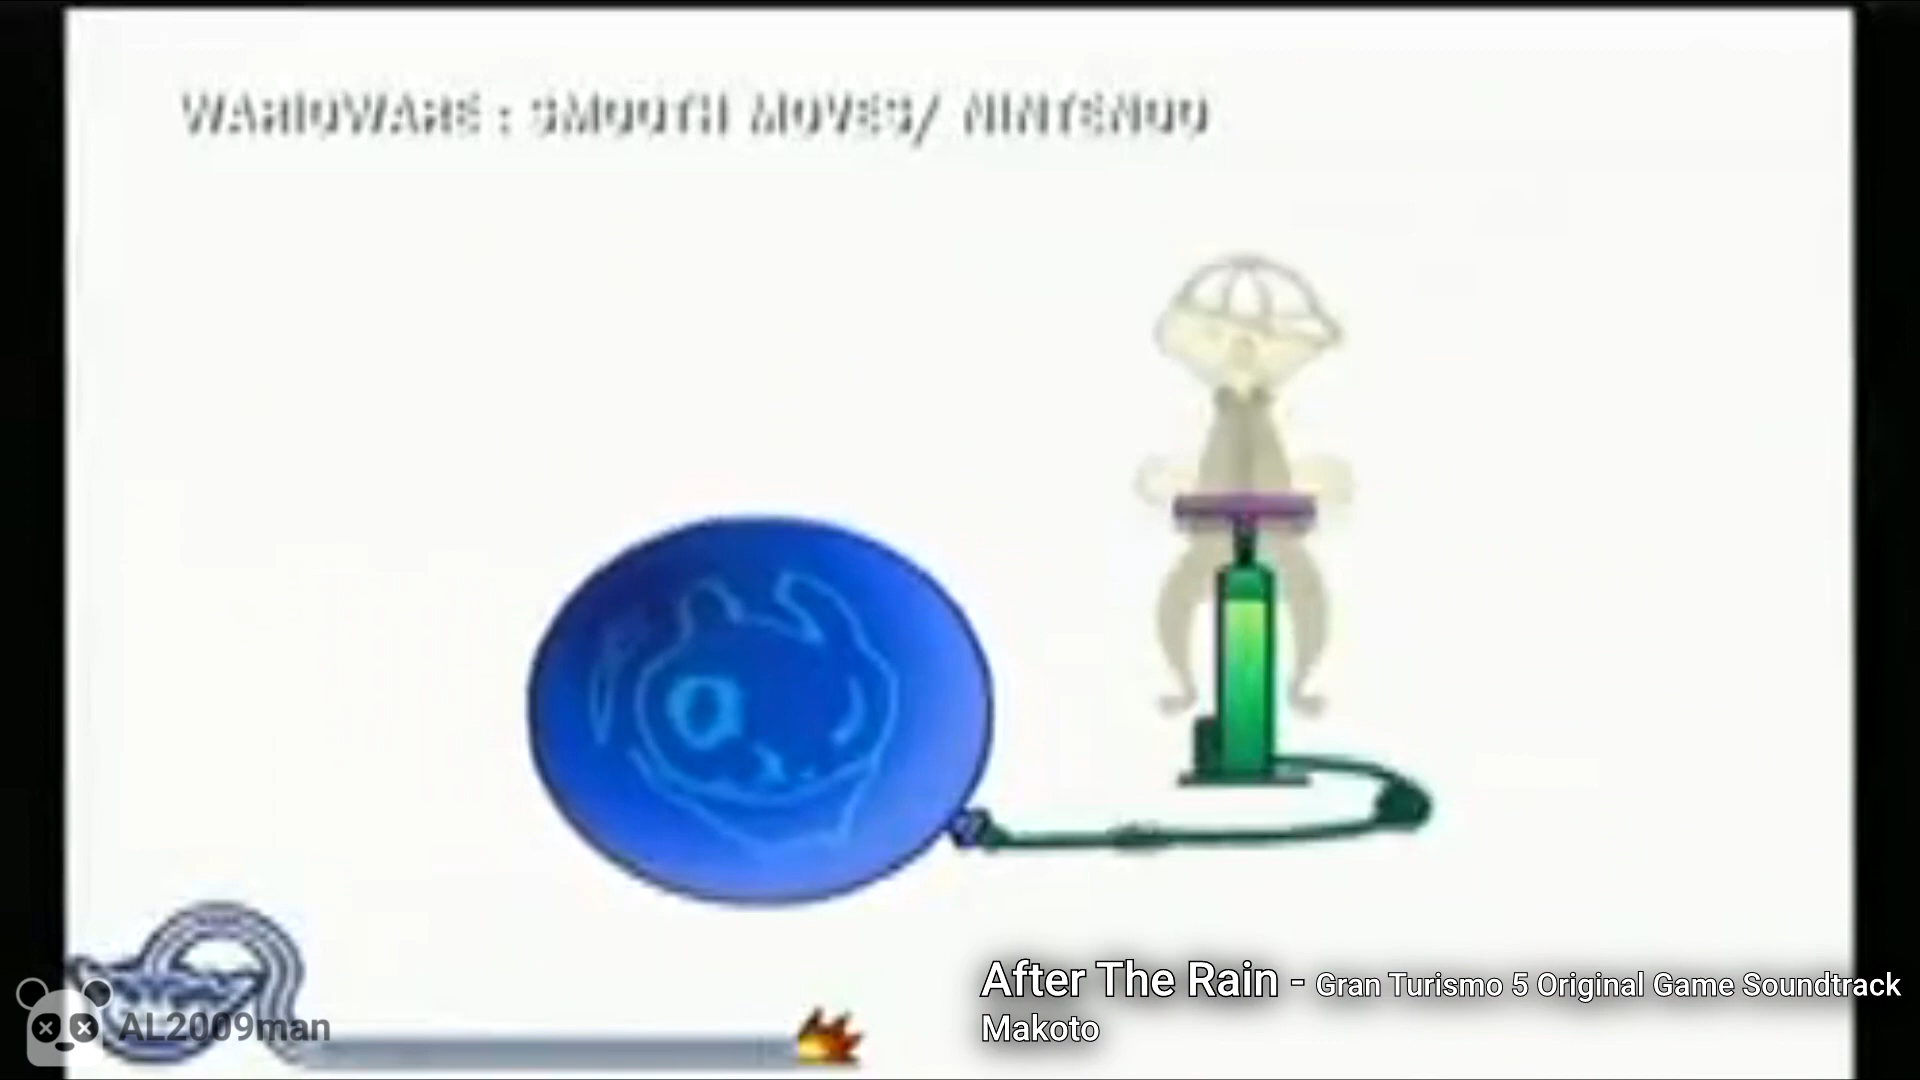 WARIOWARE : SMOOTH MOVES/ NINTENDO
After The Rain - Gran Turismo 5 Original Game Soundtrack
Makoto
AL2009man